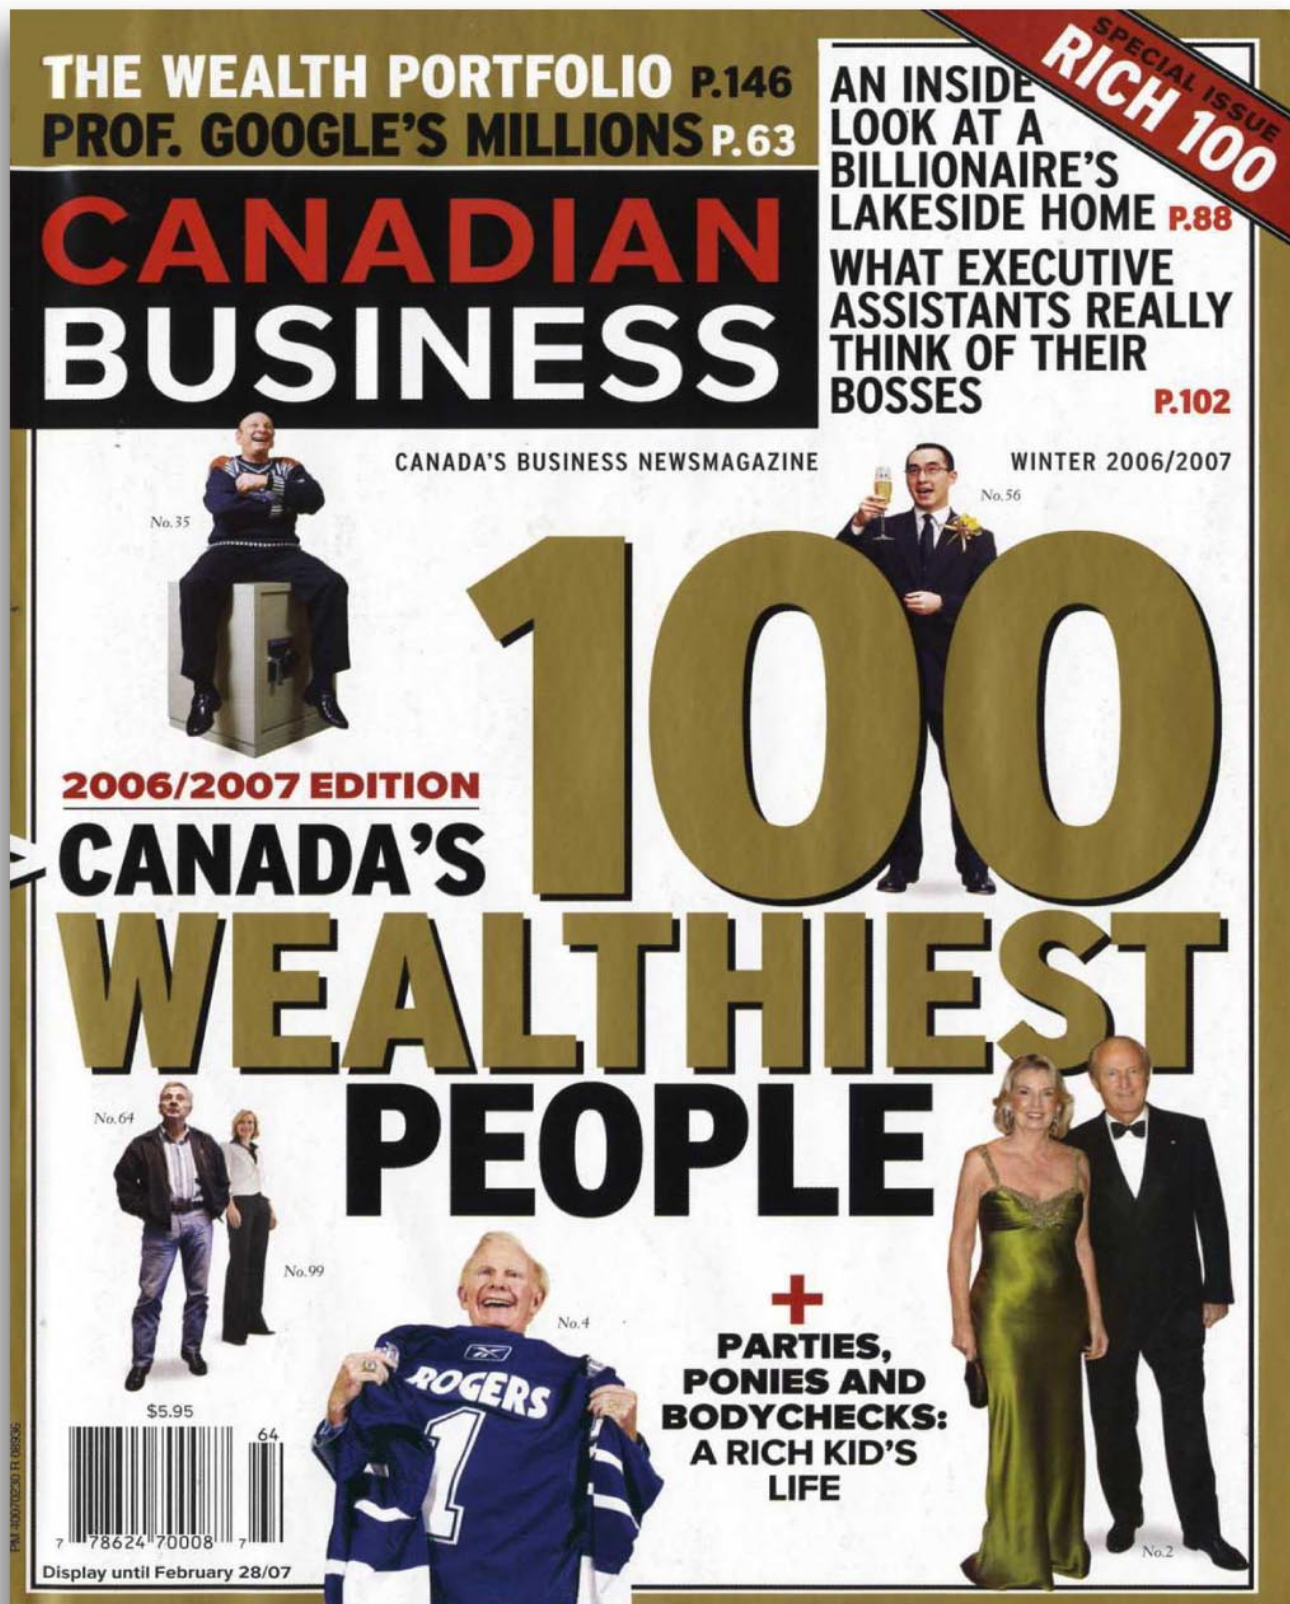 THE WEALTH PORTFOLIO P.146
PROF. GOOGLE'S MILLIONS P.63
SPECIAL ISSUE
RICH 100
AN INSIDE
LOOK AT A
BILLIONAIRE'S
LAKESIDE HOME P.88
WHAT EXECUTIVE
ASSISTANTS REALLY
THINK OF THEIR
BOSSES P.102
CANADIAN
BUSINESS
CANADA'S BUSINESS NEWSMAGAZINE
WINTER 2006/2007
No.35
No.56
100
2006/2007 EDITION
CANADA'S
WEALTHIEST
PEOPLE
No.64
No.99
No.4
ROGERS
1
+
PARTIES,
PONIES AND
BODYCHECKS:
A RICH KID'S
LIFE
No.2
$5.95
64
7 78624 70008 7
Display until February 28/07
PM 40070230 R 08936